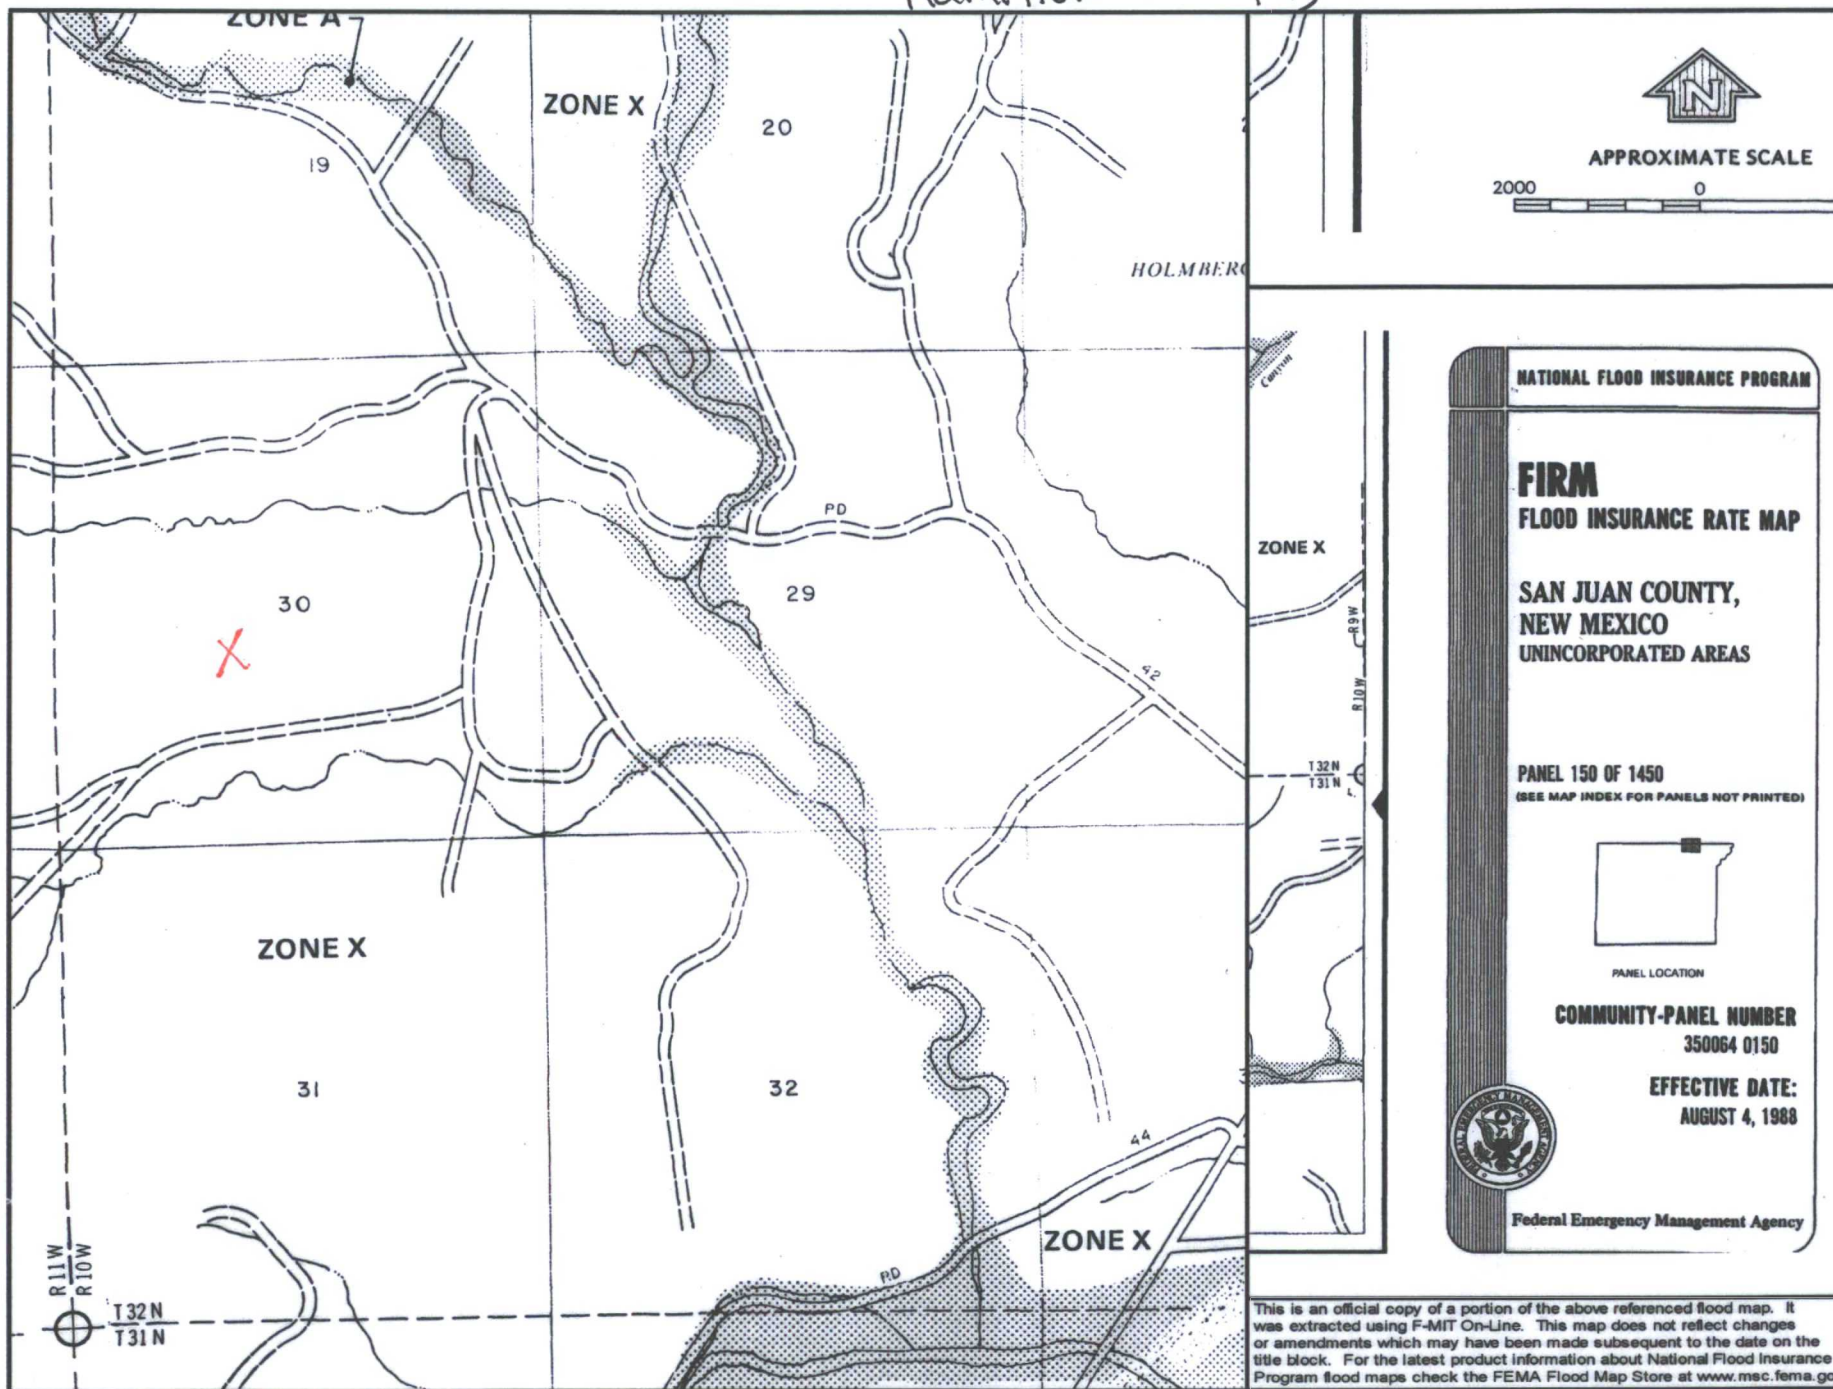 ZONE A
ZONE X
20
19
HOLMBERG
PD
30
29
X
42
ZONE X
31
32
44
ZONE X
RD
R11W
R10W
T32N
T31N
N
APPROXIMATE SCALE
2000 0
Canyon
ZONE X
R9W
R10W
T32N
T31N
NATIONAL FLOOD INSURANCE PROGRAM
FIRM
FLOOD INSURANCE RATE MAP
SAN JUAN COUNTY,
NEW MEXICO
UNINCORPORATED AREAS
PANEL 150 OF 1450
(SEE MAP INDEX FOR PANELS NOT PRINTED)
PANEL LOCATION
COMMUNITY-PANEL NUMBER
350064 0150
EFFECTIVE DATE:
AUGUST 4, 1988
FEDERAL EMERGENCY MANAGEMENT AGENCY
Federal Emergency Management Agency
This is an official copy of a portion of the above referenced flood map. It
was extracted using F-MIT On-Line. This map does not reflect changes
or amendments which may have been made subsequent to the date on the
title block. For the latest product information about National Flood Insurance
Program flood maps check the FEMA Flood Map Store at www.msc.fema.go